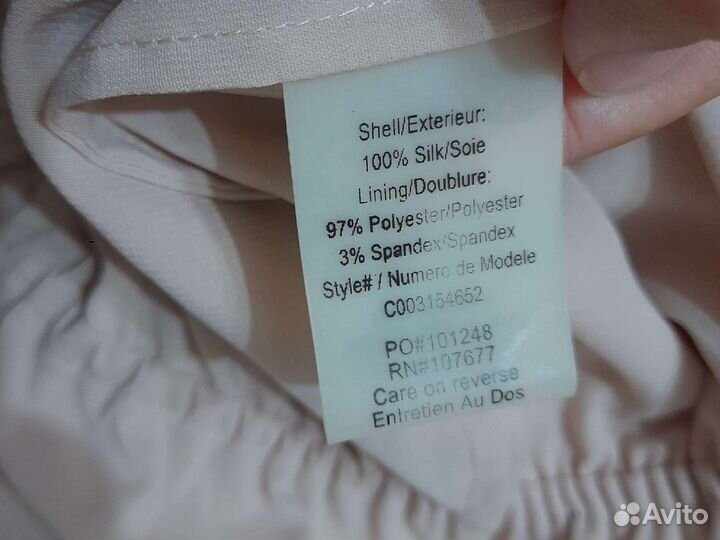 Shell/Exterieur:
100% Silk/Soie
Lining/Doublure:
97% Polyester/Polyester
3% Spandex/Spandex
Style# / Numero de Modele
C003154652
PO#101248
RN#107677
Care on reverse
Entretien Au Dos
Avito